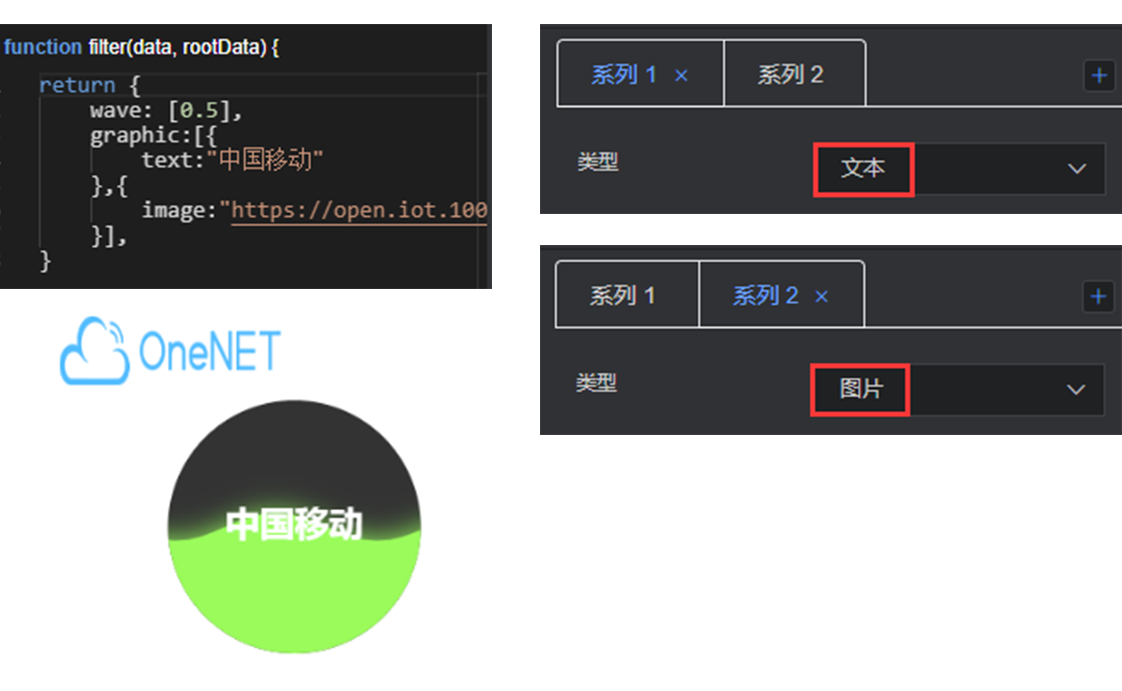 function filter(data, rootData) {
return {
wave: [0.5],
graphic:[{
text:"中国移动"
},{
image:"https://open.iot.100
}],
}
OneNET
中国移动
系列 1 ×
系列 2
+
类型
文本
系列 1
系列 2 ×
+
类型
图片